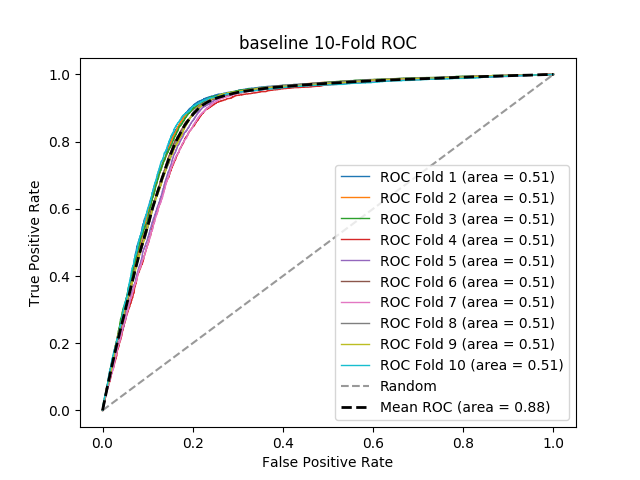 baseline 10-Fold ROC
True Positive Rate
1.0
0.8
0.6
0.4
0.2
0.0
ROC Fold 1 (area = 0.51)
ROC Fold 2 (area = 0.51)
ROC Fold 3 (area = 0.51)
ROC Fold 4 (area = 0.51)
ROC Fold 5 (area = 0.51)
ROC Fold 6 (area = 0.51)
ROC Fold 7 (area = 0.51)
ROC Fold 8 (area = 0.51)
ROC Fold 9 (area = 0.51)
ROC Fold 10 (area = 0.51)
Random
Mean ROC (area = 0.88)
0.0 0.2 0.4 0.6 0.8 1.0
False Positive Rate